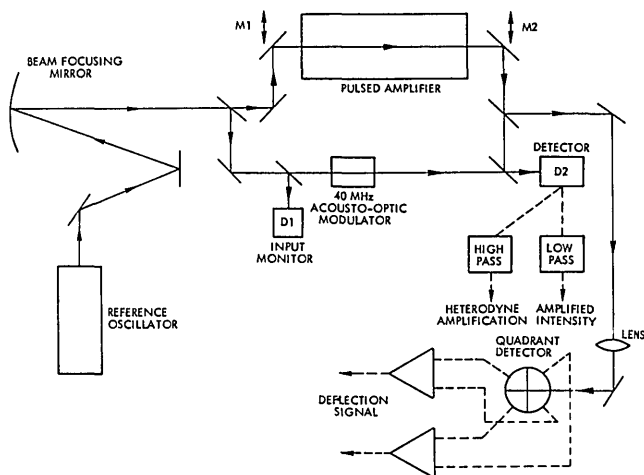 M1
M2
BEAM FOCUSING
MIRROR
PULSED AMPLIFIER
DETECTOR
D2
D1
INPUT
MONITOR
40 MHz
ACOUSTO-OPTIC
MODULATOR
HIGH
PASS
LOW
PASS
HETERODYNE
AMPLIFICATION
AMPLIFIED
INTENSITY
REFERENCE
OSCILLATOR
LENS
QUADRANT
DETECTOR
DEFLECTION
SIGNAL